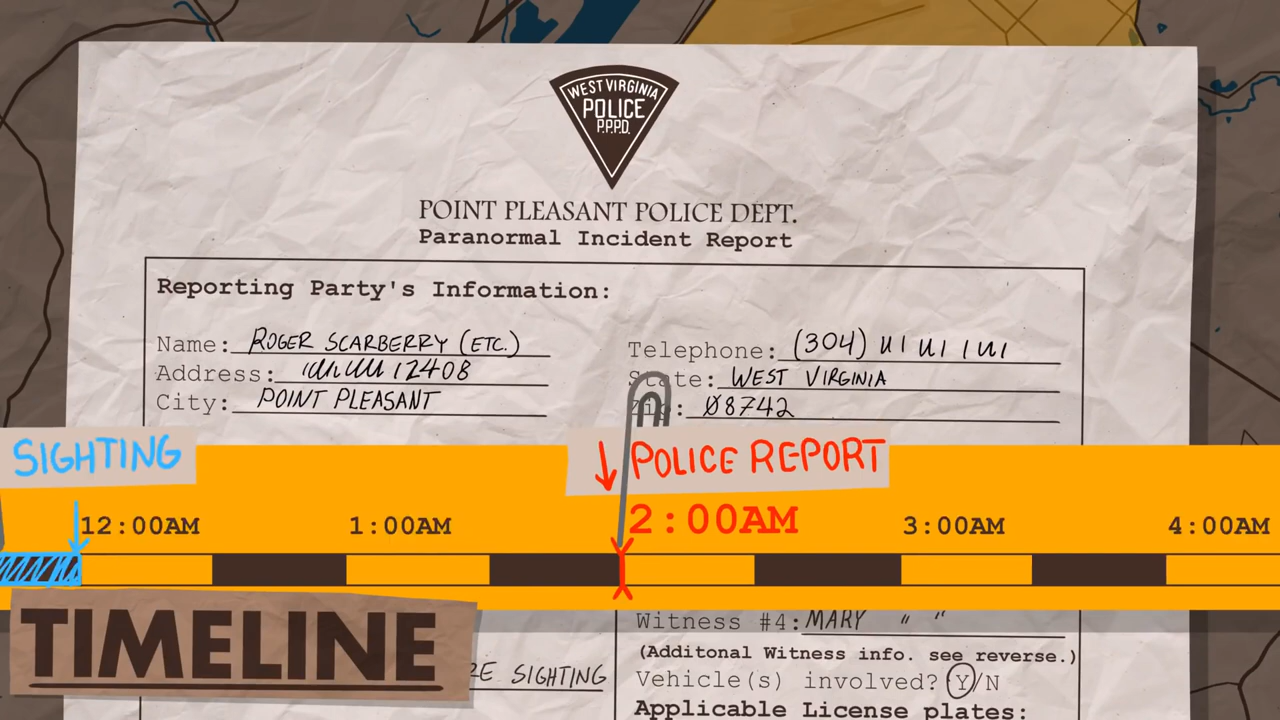 WEST VIRGINIA
POLICE
P.P.P.D.
POINT PLEASANT POLICE DEPT.
Paranormal Incident Report
Reporting Party's Information:
Name: ROGER SCARBERRY (ETC.)
Telephone: (304)
Address: 12408
State: WEST VIRGINIA
City: POINT PLEASANT
Zip: Ø8742
SIGHTING
↓ POLICE REPORT
12:00AM 1:00AM 2:00AM 3:00AM 4:00AM
TIMELINE
Witness #4: MARY " "
(Additonal Witness info. see reverse.)
SIGHTING
Vehicle(s) involved? Y/N
Applicable License plates: